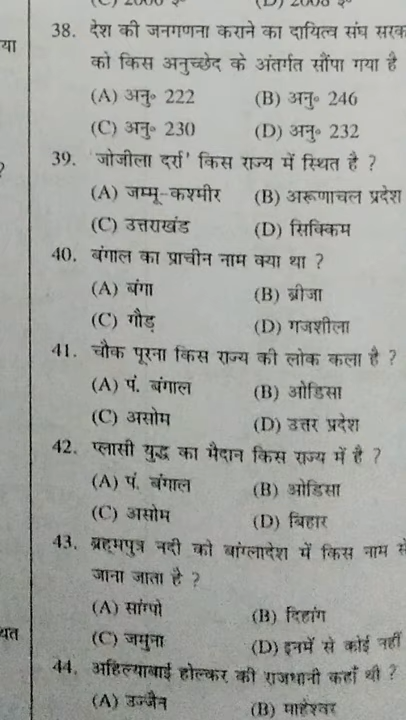 38. देश की जनगणना कराने का दायित्व संघ
को किस अनुच्छेद के अंतर्गत सौंपा गया है
(A) अनु॰ 222 (B) अनु॰ 246
(C) अनु॰ 230 (D) अनु॰ 232
39. 'जोजीला दर्रा' किस राज्य में स्थित है ?
(A) जम्मू-कश्मीर (B) अरूणाचल प्रदेश
(C) उत्तराखंड (D) सिक्किम
40. बंगाल का प्राचीन नाम क्या था ?
(A) बंगा (B) ब्रीजा
(C) गौड़ (D) गजशीला
41. चौक पूरना किस राज्य की लोक कला है ?
(A) पं. बंगाल (B) ओडिसा
(C) असोम (D) उत्तर प्रदेश
42. प्लासी युद्ध का मैदान किस राज्य में है ?
(A) पं. बंगाल (B) ओडिसा
(C) असोम (D) बिहार
43. ब्रह्मपुत्र नदी को बांग्लादेश में किस नाम से
जाना जाता है ?
(A) सांग्पो (B) दिहांग
(C) जमुना (D) इनमें से कोई नहीं
44. अहिल्याबाई होल्कर की राजधानी कहाँ थी ?
(A) उज्जैन (B) माहेश्वर